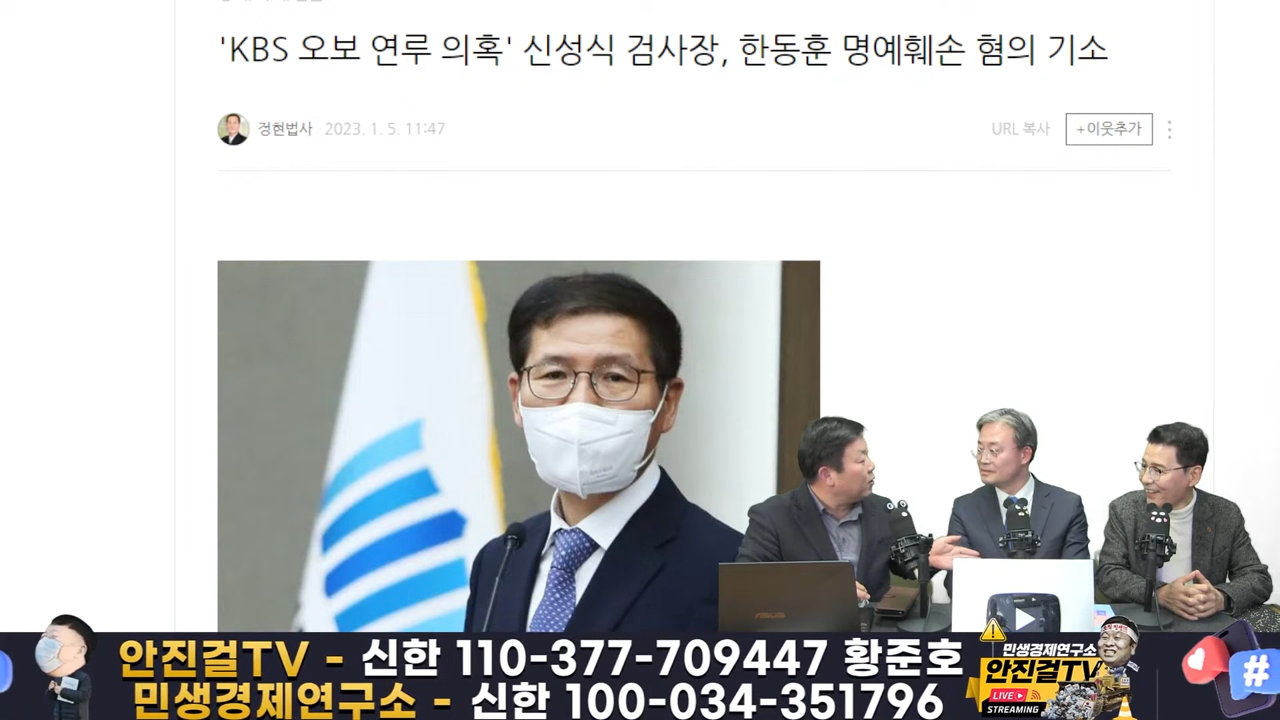 'KBS 오보 연루 의혹' 신성식 검사장, 한동훈 명예훼손 혐의 기소
정현법사 2023. 1. 5. 11:47
URL 복사 +이웃추가
ASUS
안진걸TV - 신한 110-377-709447 황준호
민생경제연구소 - 신한 100-034-351796
민생경제연구소
안진걸TV
LIVE
STREAMING
#